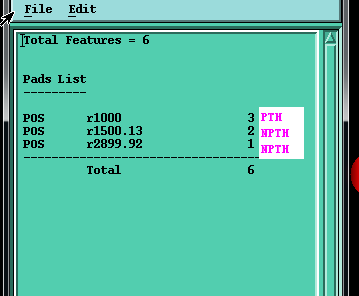 File Edit
Total Features = 6
Pads List
---------
POS r1000 3 PTH
POS r1500.13 2 NPTH
POS r2899.92 1 NPTH
---------------------------------
Total 6